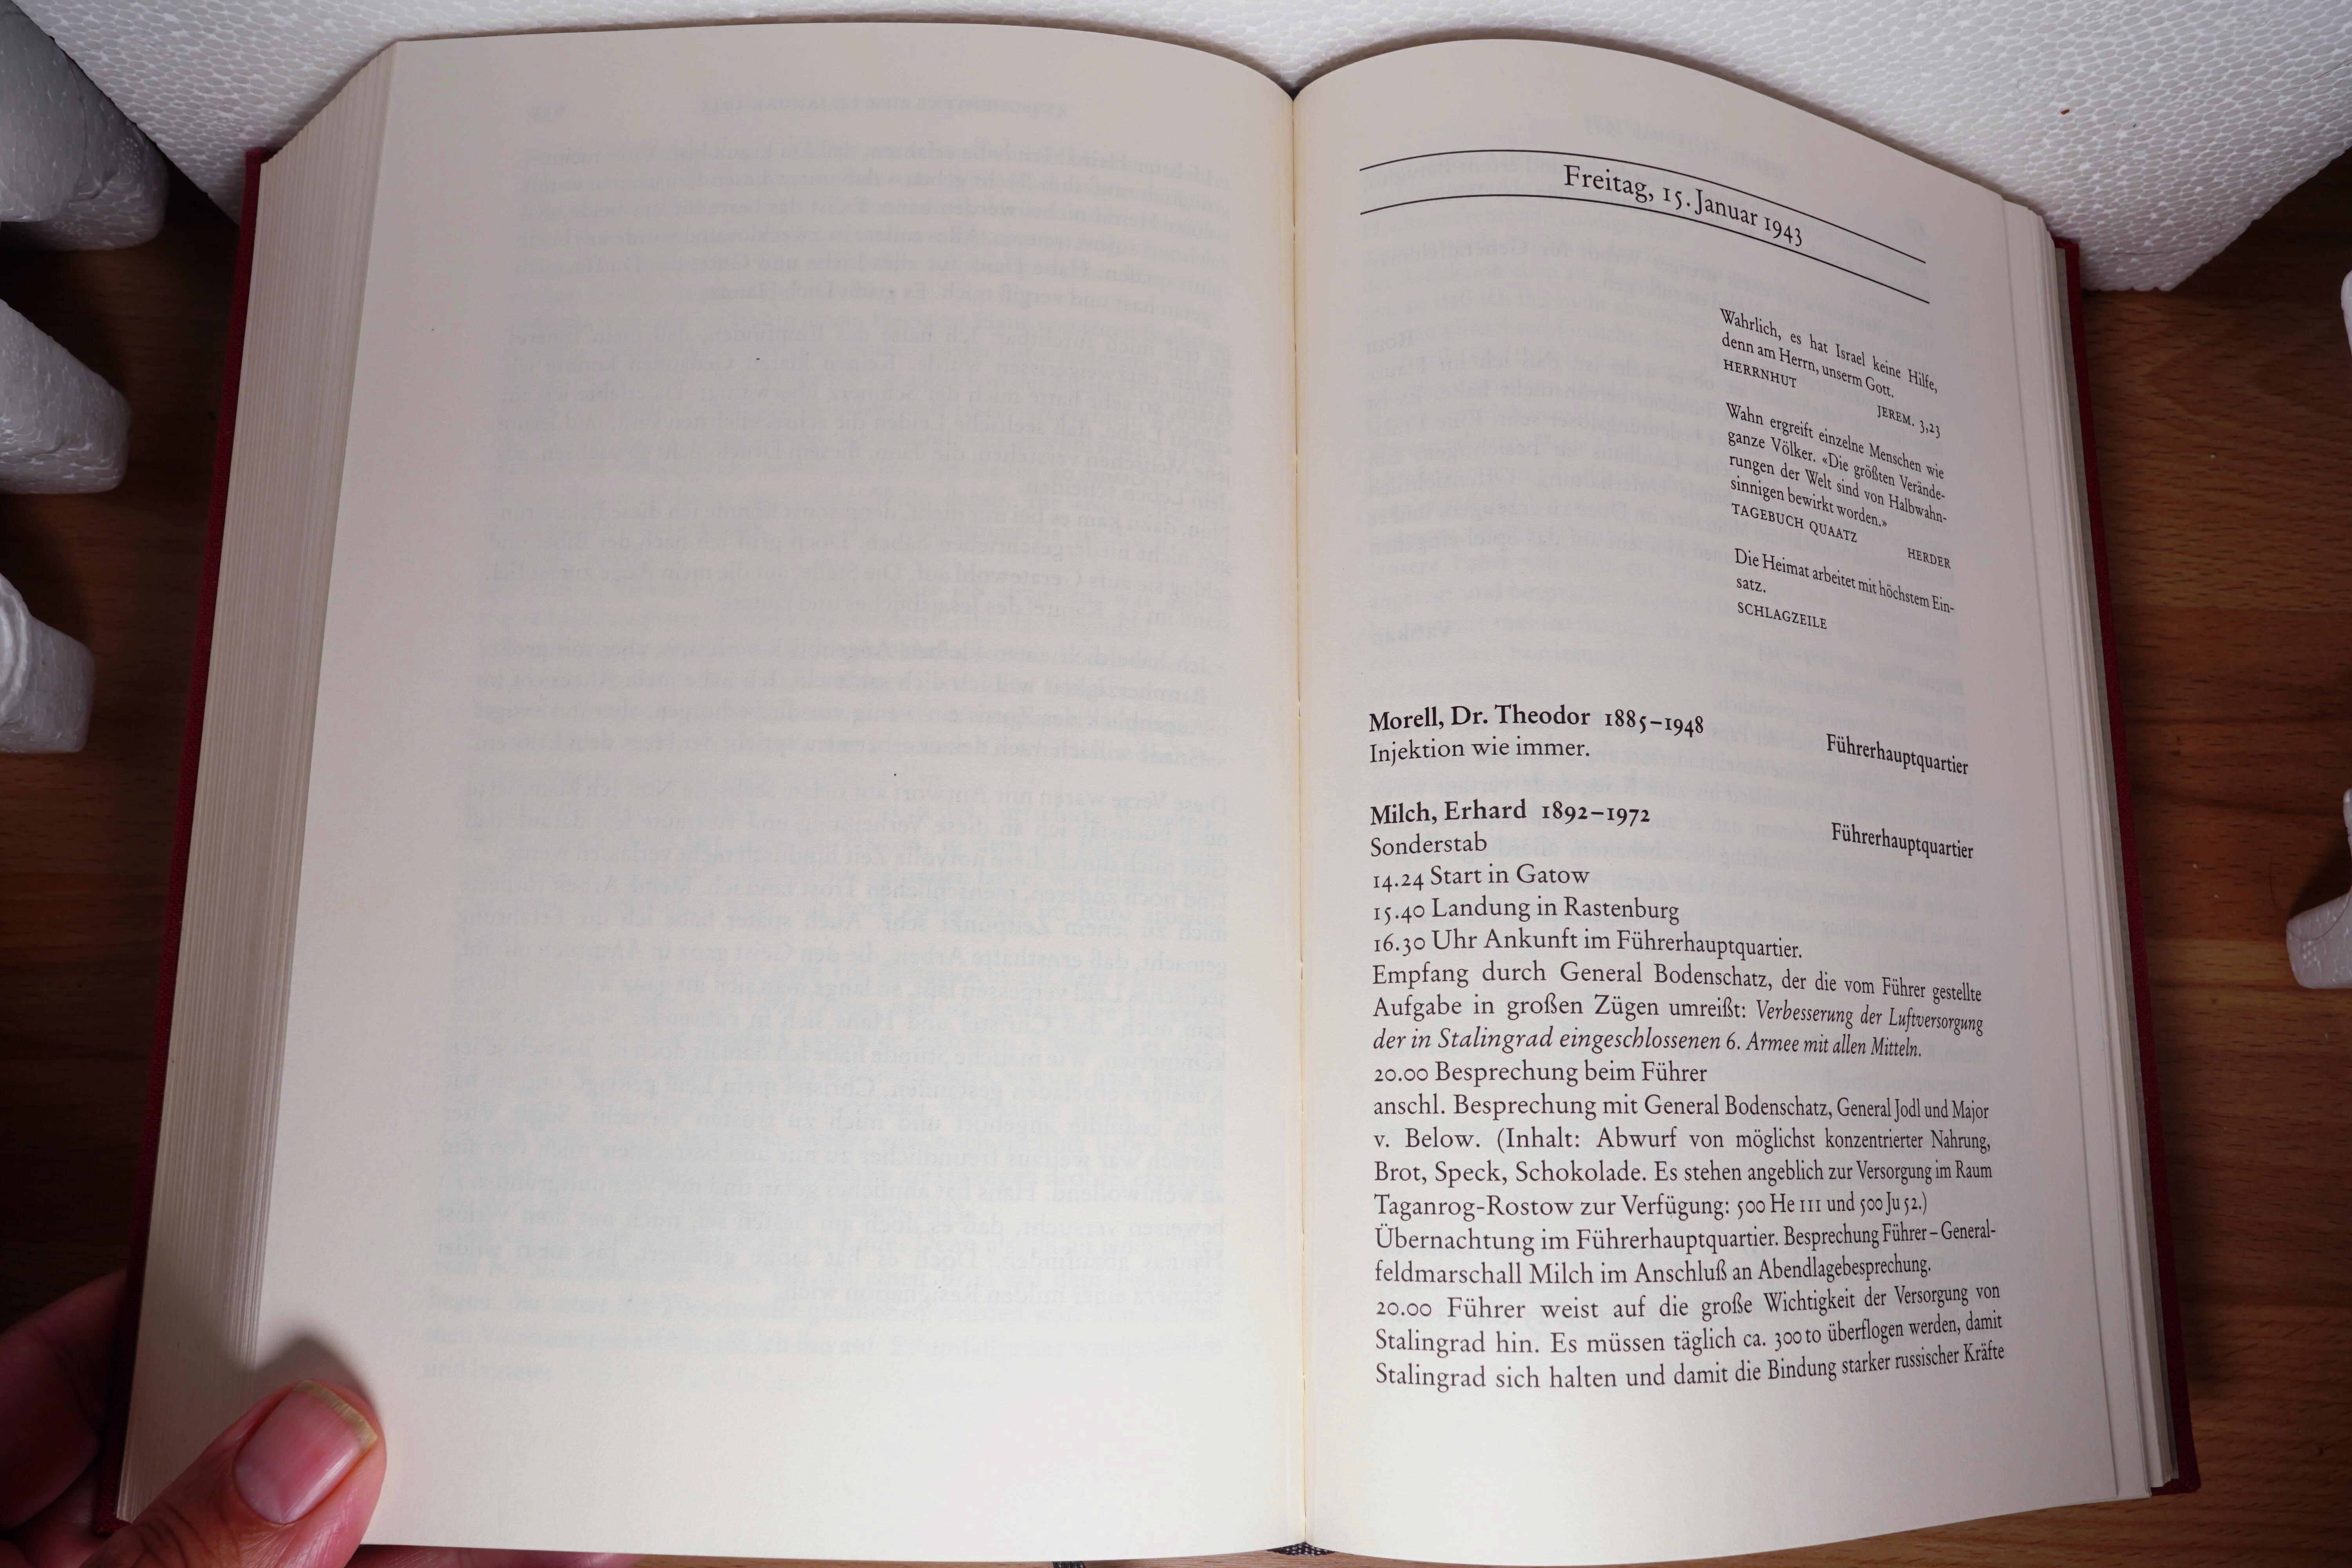 Freitag, 15. Januar 1943
Wahrlich, es hat Israel keine Hilfe,
denn am Herrn, unserm Gott.
HERRNHUT
JEREM. 3,23
Wahn ergreift einzelne Menschen wie
ganze Völker. «Die größten Verände-
rungen der Welt sind von Halbwahn-
sinnigen bewirkt worden.»
TAGEBUCH QUAATZ
HERDER
Die Heimat arbeitet mit höchstem Ein-
satz.
SCHLAGZEILE
Morell, Dr. Theodor 1885–1948 Führerhauptquartier
Injektion wie immer.
Milch, Erhard 1892–1972 Führerhauptquartier
Sonderstab
14.24 Start in Gatow
15.40 Landung in Rastenburg
16.30 Uhr Ankunft im Führerhauptquartier.
Empfang durch General Bodenschatz, der die vom Führer gestellte
Aufgabe in großen Zügen umreißt: Verbesserung der Luftversorgung
der in Stalingrad eingeschlossenen 6. Armee mit allen Mitteln.
20.00 Besprechung beim Führer
anschl. Besprechung mit General Bodenschatz, General Jodl und Major
v. Below. (Inhalt: Abwurf von möglichst konzentrierter Nahrung,
Brot, Speck, Schokolade. Es stehen angeblich zur Versorgung im Raum
Taganrog-Rostow zur Verfügung: 500 He 111 und 500 Ju 52.)
Übernachtung im Führerhauptquartier. Besprechung Führer – General-
feldmarschall Milch im Anschluß an Abendlagebesprechung.
20.00 Führer weist auf die große Wichtigkeit der Versorgung von
Stalingrad hin. Es müssen täglich ca. 300 to überflogen werden, damit
Stalingrad sich halten und damit die Bindung starker russischer Kräfte